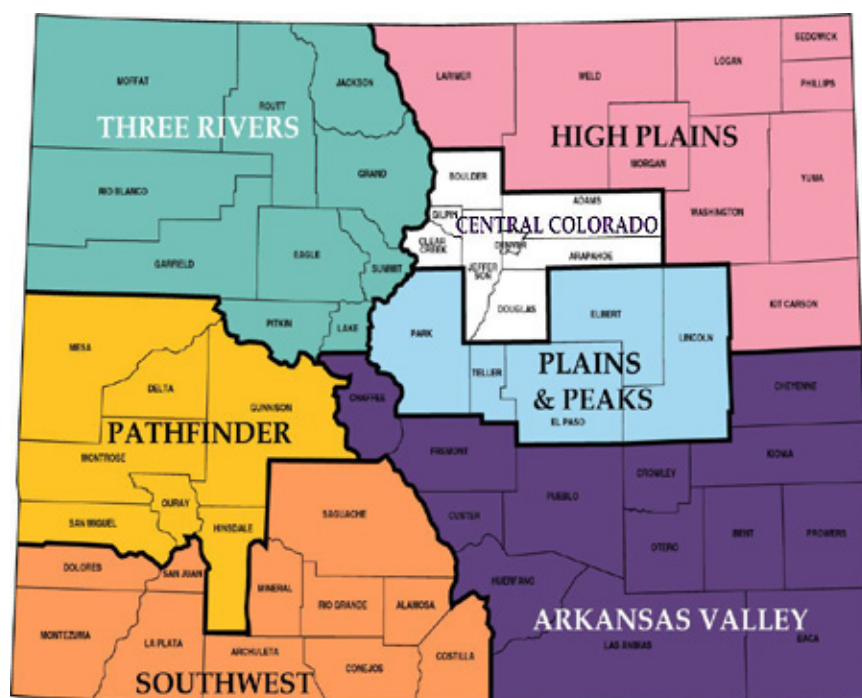 SEDGWICK
LOGAN
JACKSON
LARIMER
WELD
MOFFAT
PHILLIPS
ROUTT
THREE RIVERS
HIGH PLAINS
MORGAN
BOULDER
GRAND
YUMA
RIO BLANCO
ADAMS
GILPIN
CENTRAL COLORADO
WASHINGTON
CLEAR
CREEK
DENVER
EAGLE
ARAPAHOE
GARFIELD
SUMMIT
JEFFER
SON
KIT CARSON
DOUGLAS
ELBERT
PITKIN
LAKE
PARK
LINCOLN
MESA
PLAINS
& PEAKS
TELLER
CHEYENNE
DELTA
CHAFFEE
GUNNISON
EL PASO
PATHFINDER
FREMONT
KIOWA
MONTROSE
CROWLEY
PUEBLO
OURAY
SAGUACHE
CUSTER
SAN MIGUEL
HINSDALE
BENT
PROWERS
OTERO
DOLORES
SAN JUAN
MINERAL
HUERFANO
RIO GRANDE
ALAMOSA
ARKANSAS VALLEY
MONTEZUMA
LA PLATA
LAS ANIMAS
BACA
ARCHULETA
CONEJOS
COSTILLA
SOUTHWEST